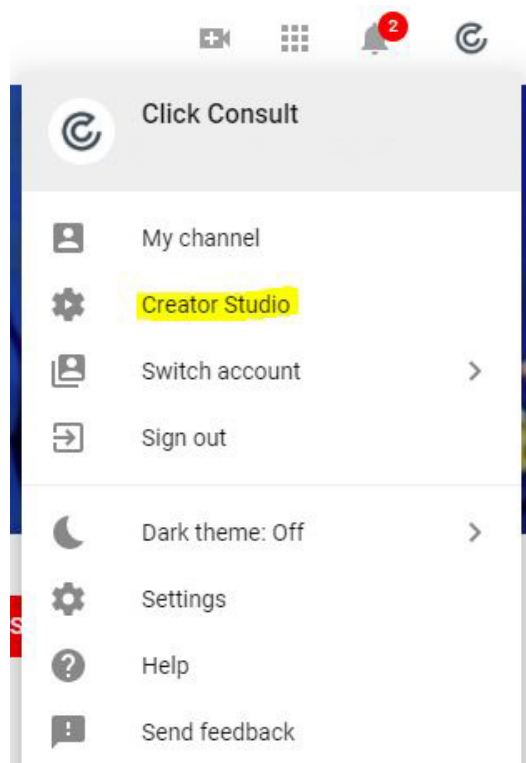 2
Click Consult
My channel
Creator Studio
Switch account
Sign out
Dark theme: Off
Settings
S
Help
Send feedback